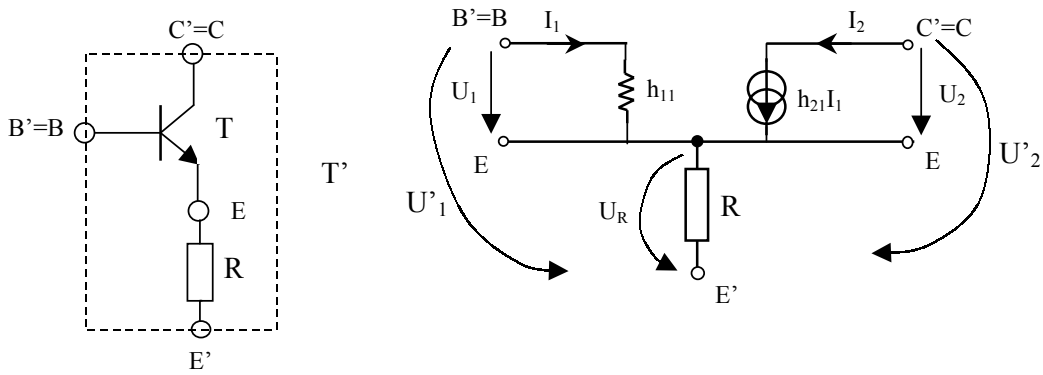 C'=C
B'=B
T
E
R
E'
T'
B'=B
I1
I2
C'=C
U1
h11
h21I1
U2
E
E
U'1
UR
R
U'2
E'